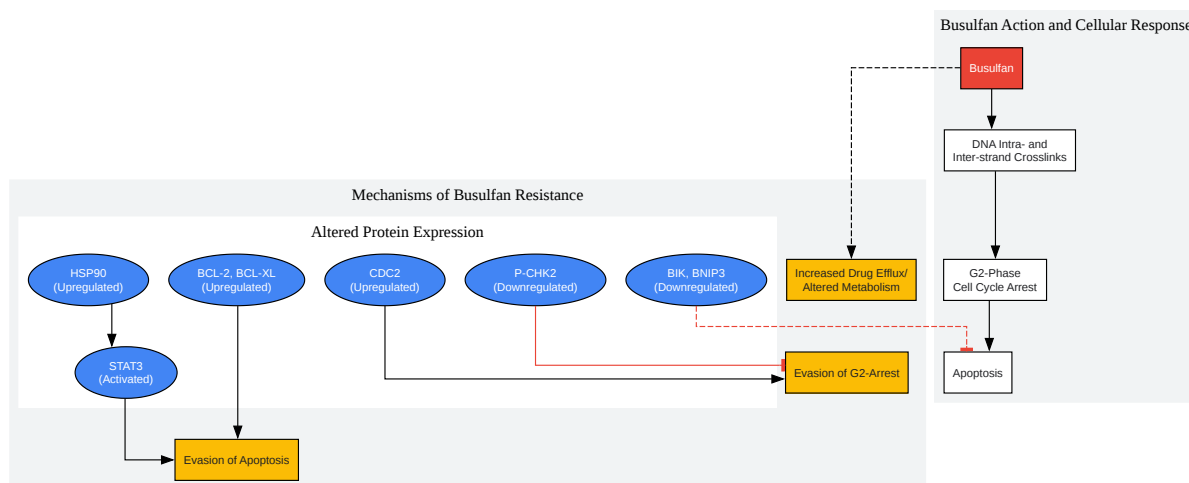 Busulfan Action and Cellular Response
Busulfan
DNA Intra- and
Inter-strand Crosslinks
G2-Phase
Cell Cycle Arrest
Apoptosis
Mechanisms of Busulfan Resistance
Altered Protein Expression
HSP90
(Upregulated)
BCL-2, BCL-XL
(Upregulated)
CDC2
(Upregulated)
P-CHK2
(Downregulated)
BIK, BNIP3
(Downregulated)
Increased Drug Efflux/
Altered Metabolism
STAT3
(Activated)
Evasion of G2-Arrest
Evasion of Apoptosis